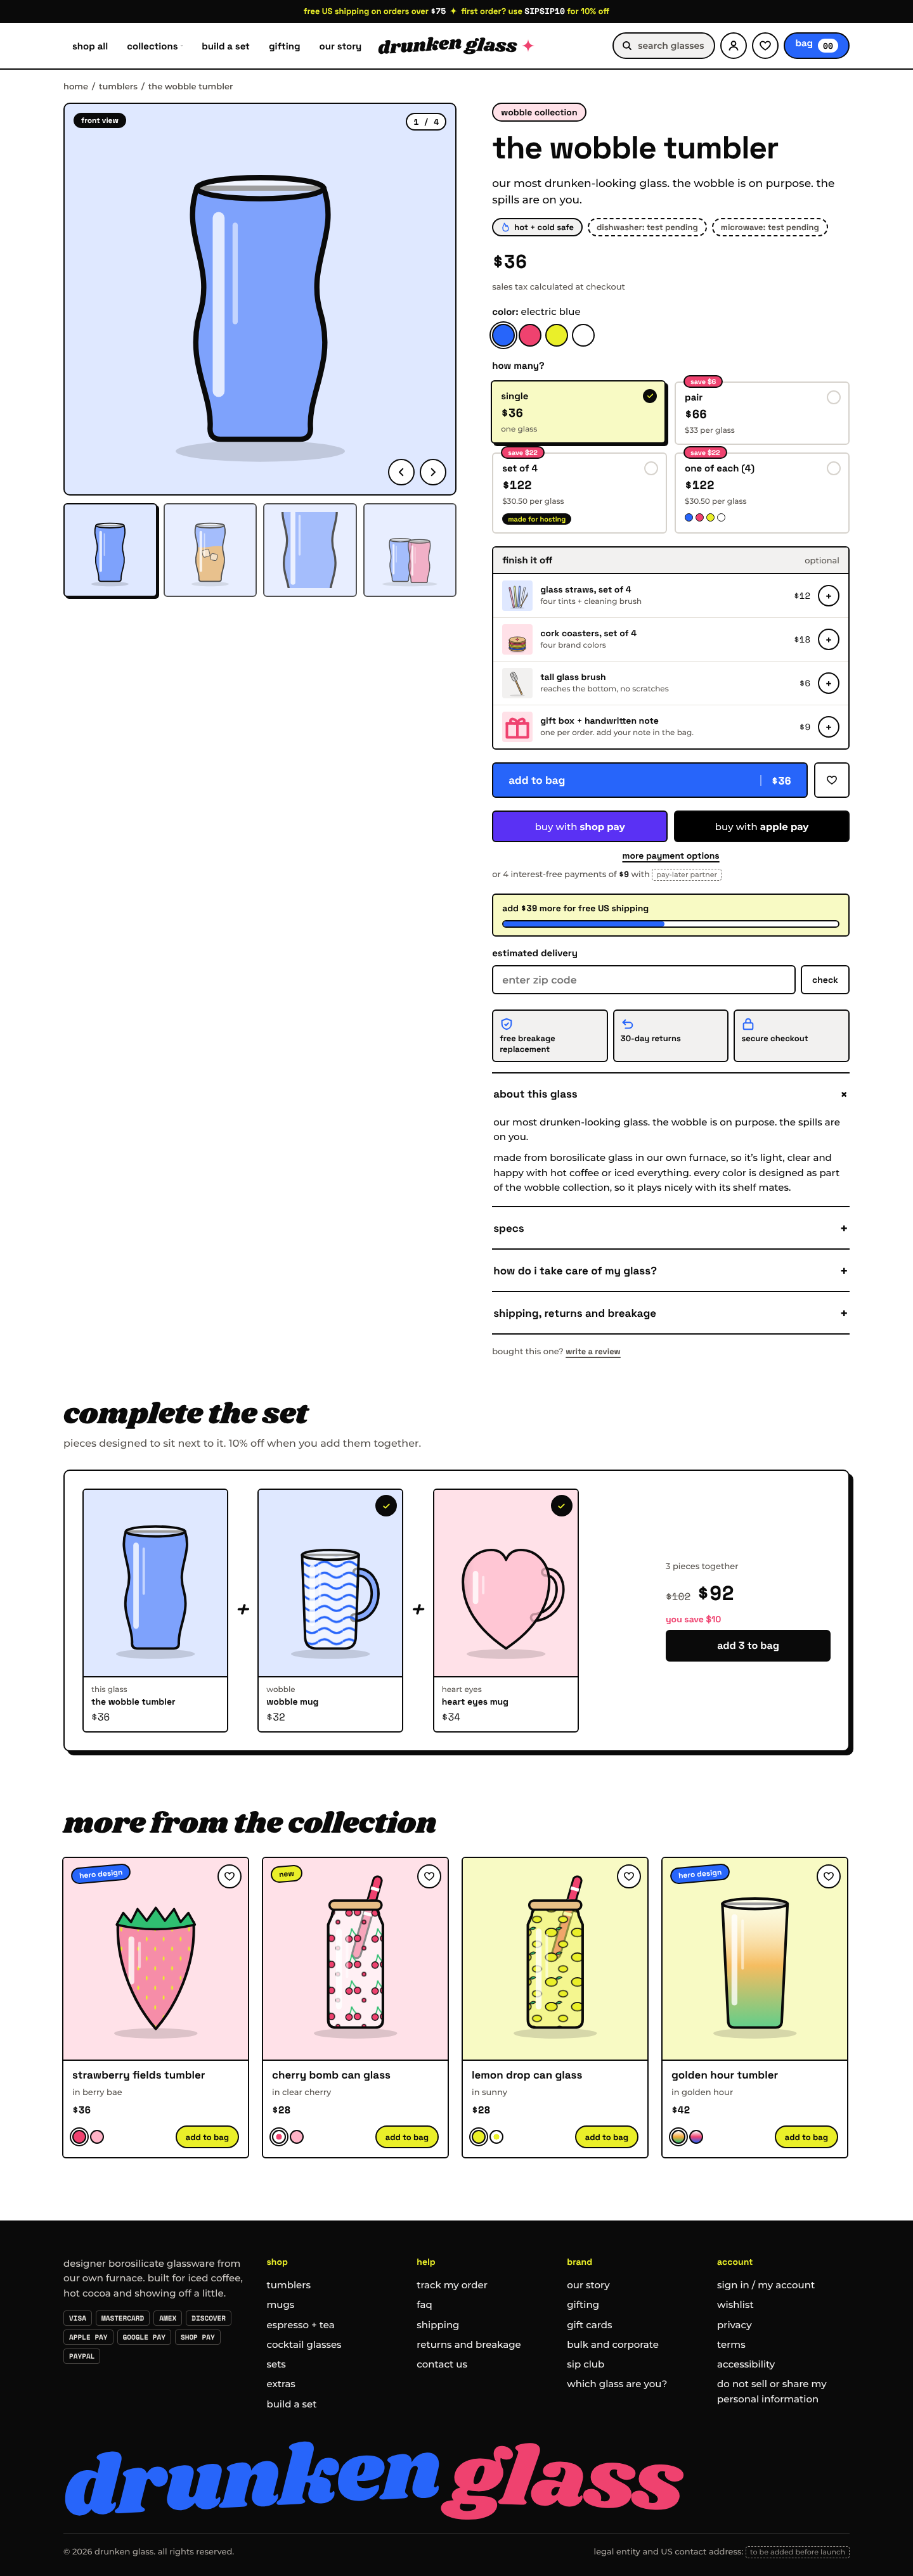 free US shipping on orders over $75 ✦ first order? use SIPSIP10 for 10% off
shop all collections build a set gifting our story drunken glass ✦ search glasses bag 00
home / tumblers / the wobble tumbler
front view
1 / 4
wobble collection
the wobble tumbler
our most drunken-looking glass. the wobble is on purpose. the
spills are on you.
hot + cold safe dishwasher: test pending microwave: test pending
$36
sales tax calculated at checkout
color: electric blue
how many?
single
$36
one glass
save $6
pair
$66
$33 per glass
save $22
set of 4
$122
$30.50 per glass
made for hosting
save $22
one of each (4)
$122
$30.50 per glass
finish it off optional
glass straws, set of 4
four tints + cleaning brush
$12 +
cork coasters, set of 4
four brand colors
$18 +
tall glass brush
reaches the bottom, no scratches
$6 +
gift box + handwritten note
one per order. add your note in the bag.
$9 +
add to bag | $36
buy with shop pay buy with apple pay
more payment options
or 4 interest-free payments of $9 with pay-later partner
add $39 more for free US shipping
estimated delivery
enter zip code check
free breakage
replacement
30-day returns
secure checkout
about this glass ×
our most drunken-looking glass. the wobble is on purpose. the spills are
on you.
made from borosilicate glass in our own furnace, so it's light, clear and
happy with hot coffee or iced everything. every color is designed as part
of the wobble collection, so it plays nicely with its shelf mates.
specs +
how do i take care of my glass? +
shipping, returns and breakage +
bought this one? write a review
complete the set
pieces designed to sit next to it. 10% off when you add them together.
this glass
the wobble tumbler
$36
+
wobble
wobble mug
$32
+
heart eyes
heart eyes mug
$34
3 pieces together
$102 $92
you save $10
add 3 to bag
more from the collection
hero design
strawberry fields tumbler
in berry bae
$36
add to bag
new
cherry bomb can glass
in clear cherry
$28
add to bag
lemon drop can glass
in sunny
$28
add to bag
hero design
golden hour tumbler
in golden hour
$42
add to bag
designer borosilicate glassware from
our own furnace. built for iced coffee,
hot cocoa and showing off a little.
VISA MASTERCARD AMEX DISCOVER
APPLE PAY GOOGLE PAY SHOP PAY
PAYPAL
shop
tumblers
mugs
espresso + tea
cocktail glasses
sets
extras
build a set
help
track my order
faq
shipping
returns and breakage
contact us
brand
our story
gifting
gift cards
bulk and corporate
sip club
which glass are you?
account
sign in / my account
wishlist
privacy
terms
accessibility
do not sell or share my
personal information
drunken glass
© 2026 drunken glass. all rights reserved.
legal entity and US contact address: to be added before launch